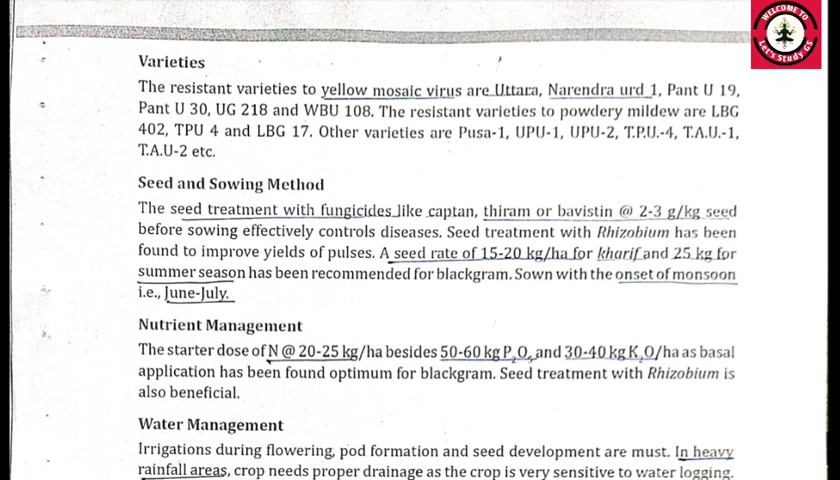 WELCOME TO
Let's Study GS
Varieties
The resistant varieties to yellow mosaic virus are Uttara, Narendra urd 1, Pant U 19,
Pant U 30, UG 218 and WBU 108. The resistant varieties to powdery mildew are LBG
402, TPU 4 and LBG 17. Other varieties are Pusa-1, UPU-1, UPU-2, T.P.U.-4, T.A.U.-1,
T.A.U-2 etc.
Seed and Sowing Method
The seed treatment with fungicides like captan, thiram or bavistin @ 2-3 g/kg seed
before sowing effectively controls diseases. Seed treatment with Rhizobium has been
found to improve yields of pulses. A seed rate of 15-20 kg/ha for kharif and 25 kg for
summer season has been recommended for blackgram. Sown with the onset of monsoon
i.e., June-July.
Nutrient Management
The starter dose of N @ 20-25 kg/ha besides 50-60 kg P₂O₅ and 30-40 kg K₂O/ha as basal
application has been found optimum for blackgram. Seed treatment with Rhizobium is
also beneficial.
Water Management
Irrigations during flowering, pod formation and seed development are must. In heavy
rainfall areas, crop needs proper drainage as the crop is very sensitive to water logging.